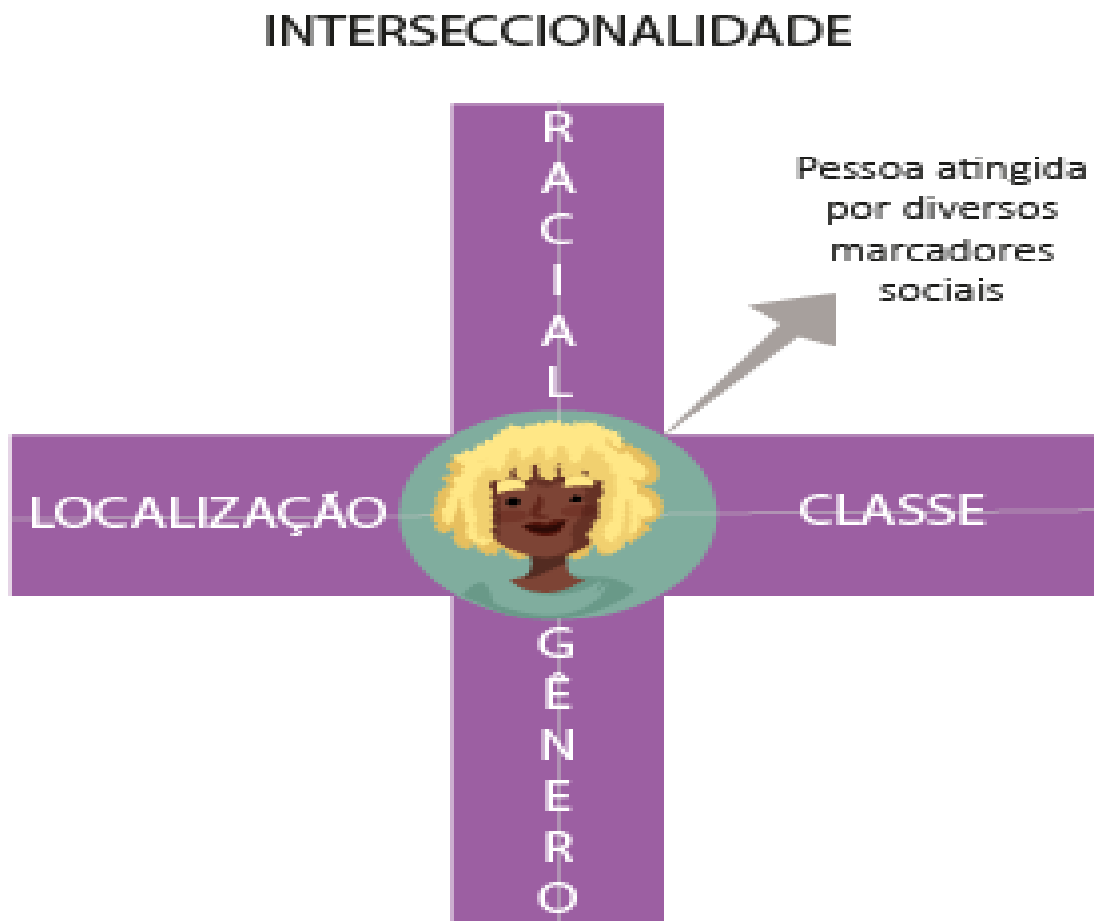 INTERSECCIONALIDADE
RACIAL
Pessoa atingida
por diversos
marcadores
sociais
LOCALIZAÇÃO
CLASSE
GÊNERO